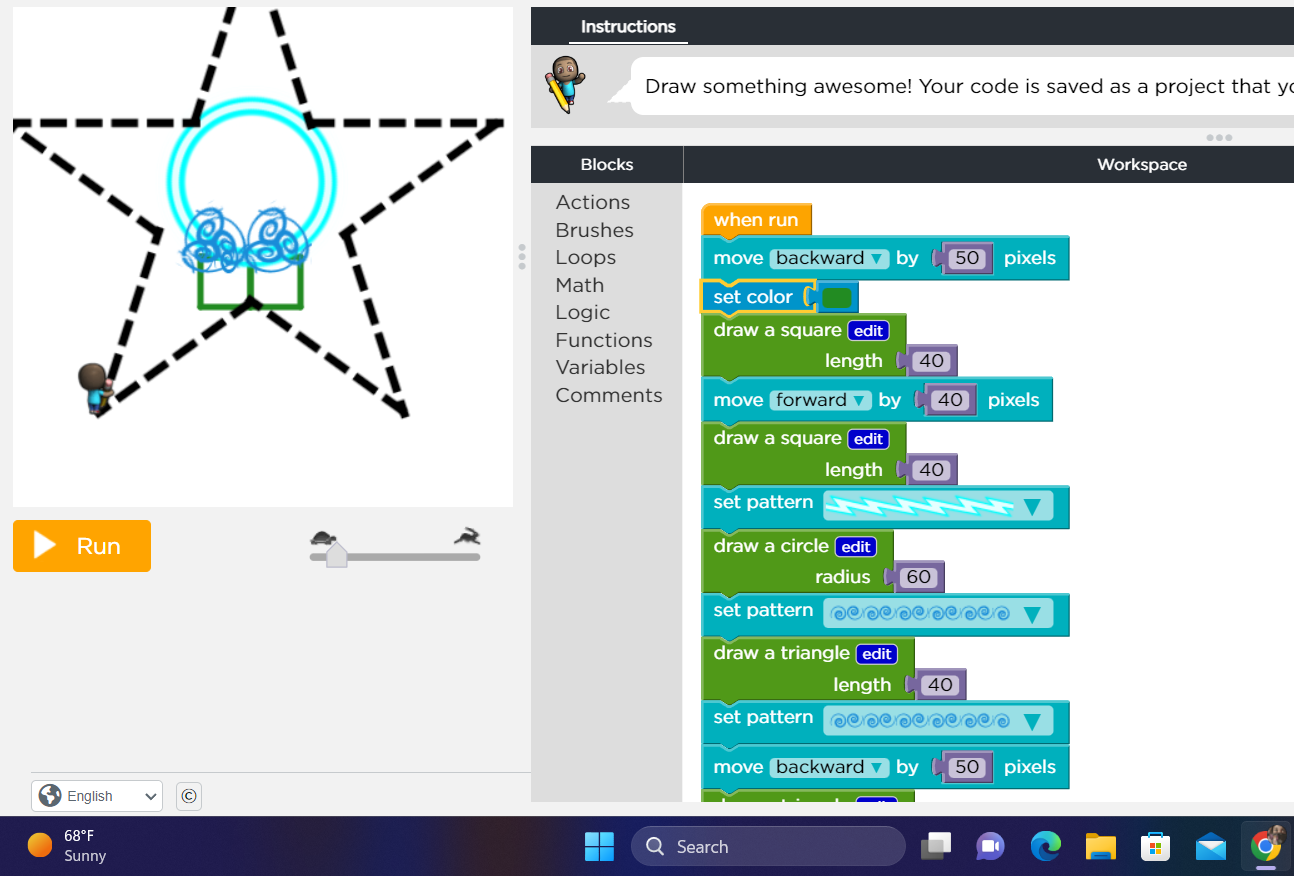 Instructions
Draw something awesome! Your code is saved as a project that
Blocks
Workspace
Actions
Brushes
Loops
Math
Logic
Functions
Variables
Comments
when run
move backward ▼ by 50 pixels
set color
draw a square edit
length 40
move forward ▼ by 40 pixels
draw a square edit
length 40
set pattern
draw a circle edit
radius 60
set pattern
draw a triangle edit
length 40
set pattern
move backward ▼ by 50 pixels
Run
English ©
68°F
Sunny
Search